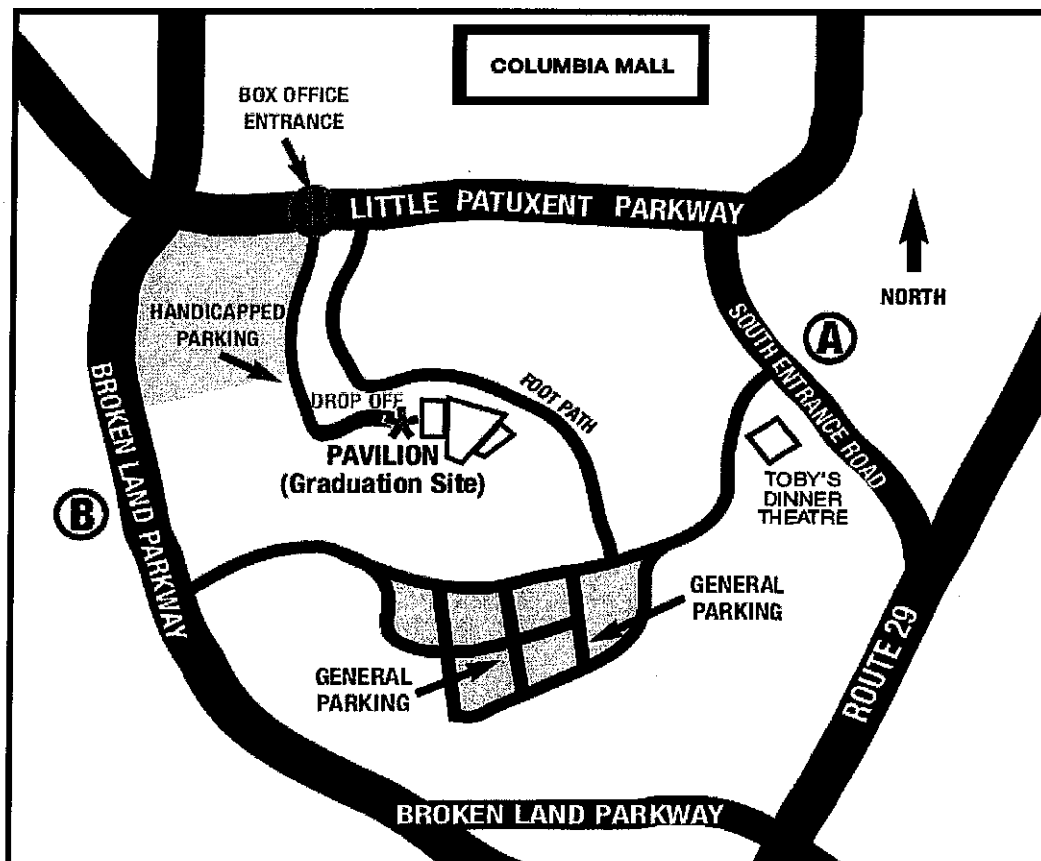 COLUMBIA MALL
BOX OFFICE
ENTRANCE
LITTLE PATUXENT PARKWAY
NORTH
HANDICAPPED
PARKING
SOUTH ENTRANCE ROAD
A
DROP OFF
FOOT PATH
BROKEN LAND PARKWAY
PAVILION
(Graduation Site)
TOBY'S
DINNER
THEATRE
B
GENERAL
PARKING
GENERAL
PARKING
ROUTE 29
BROKEN LAND PARKWAY